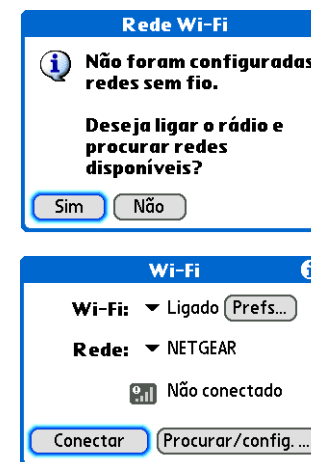 Rede Wi-Fi
Não foram configuradas
redes sem fio.
Deseja ligar o rádio e
procurar redes
disponíveis?
Sim Não
Wi-Fi
Wi-Fi: Ligado Prefs...
Rede: NETGEAR
Não conectado
Conectar Procurar/config. ...